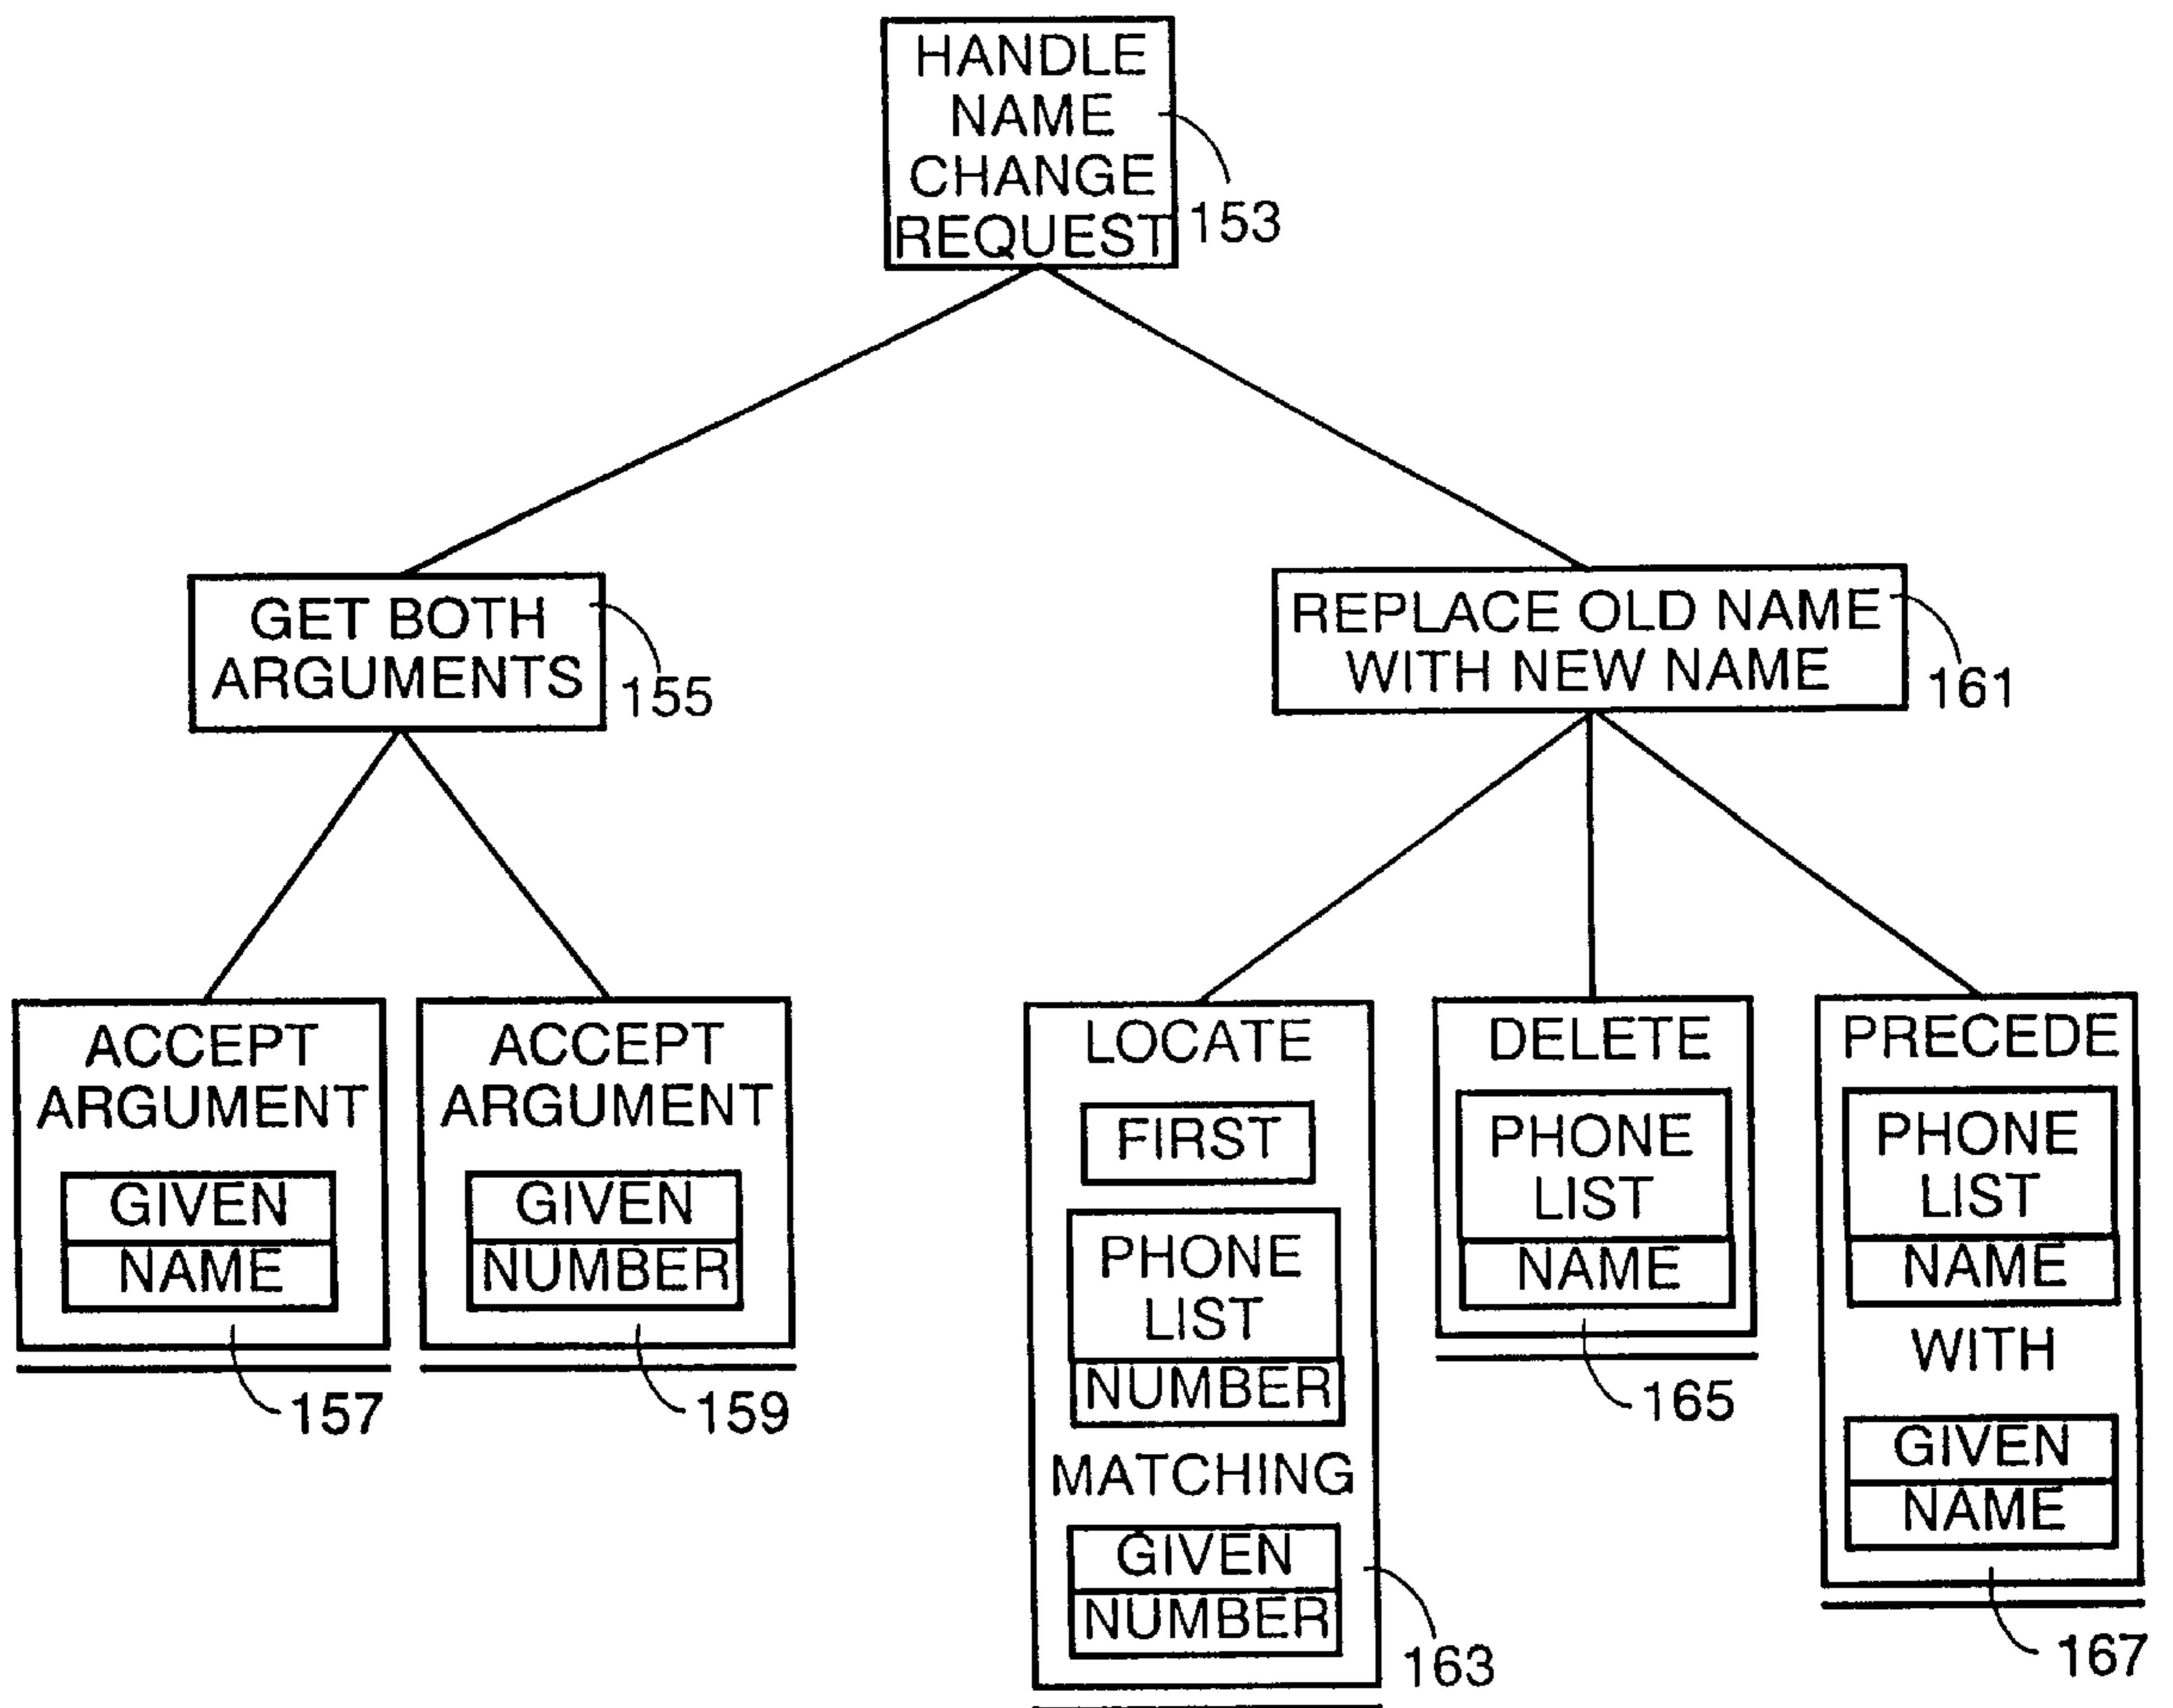 HANDLE
NAME
CHANGE
REQUEST
153
GET BOTH
ARGUMENTS
155
REPLACE OLD NAME
WITH NEW NAME
161
ACCEPT
ARGUMENT
GIVEN
NAME
157
ACCEPT
ARGUMENT
GIVEN
NUMBER
159
LOCATE
FIRST
PHONE
LIST
NUMBER
MATCHING
GIVEN
NUMBER
163
DELETE
PHONE
LIST
NAME
165
PRECEDE
PHONE
LIST
NAME
WITH
GIVEN
NAME
167